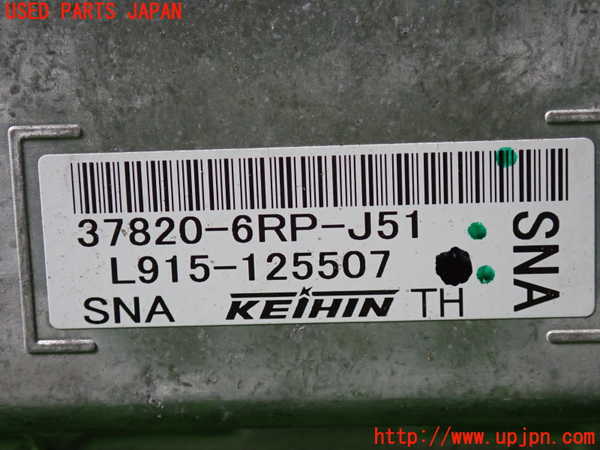 USED PARTS JAPAN
37820-6RP-J51
L915-125507
SNA KEIHIN TH
SNA
http://www.upjpn.com/